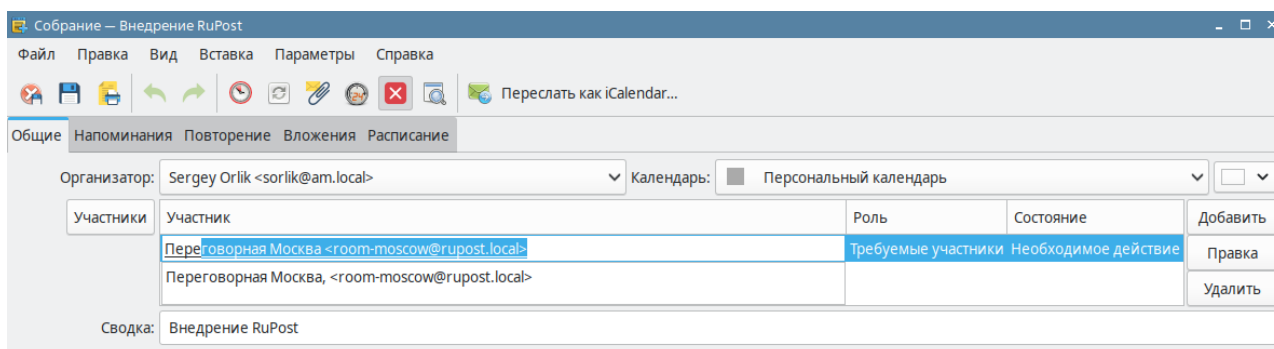 Собрание — Внедрение RuPost
Файл Правка Вид Вставка Параметры Справка
Переслать как iCalendar...
Общие Напоминания Повторение Вложения Расписание
Организатор: Sergey Orlik <sorlik@am.local> Календарь: Персональный календарь
Участники Участник Роль Состояние Добавить
Переговорная Москва <room-moscow@rupost.local> Требуемые участники Необходимое действие Правка
Переговорная Москва, <room-moscow@rupost.local>
Удалить
Сводка: Внедрение RuPost